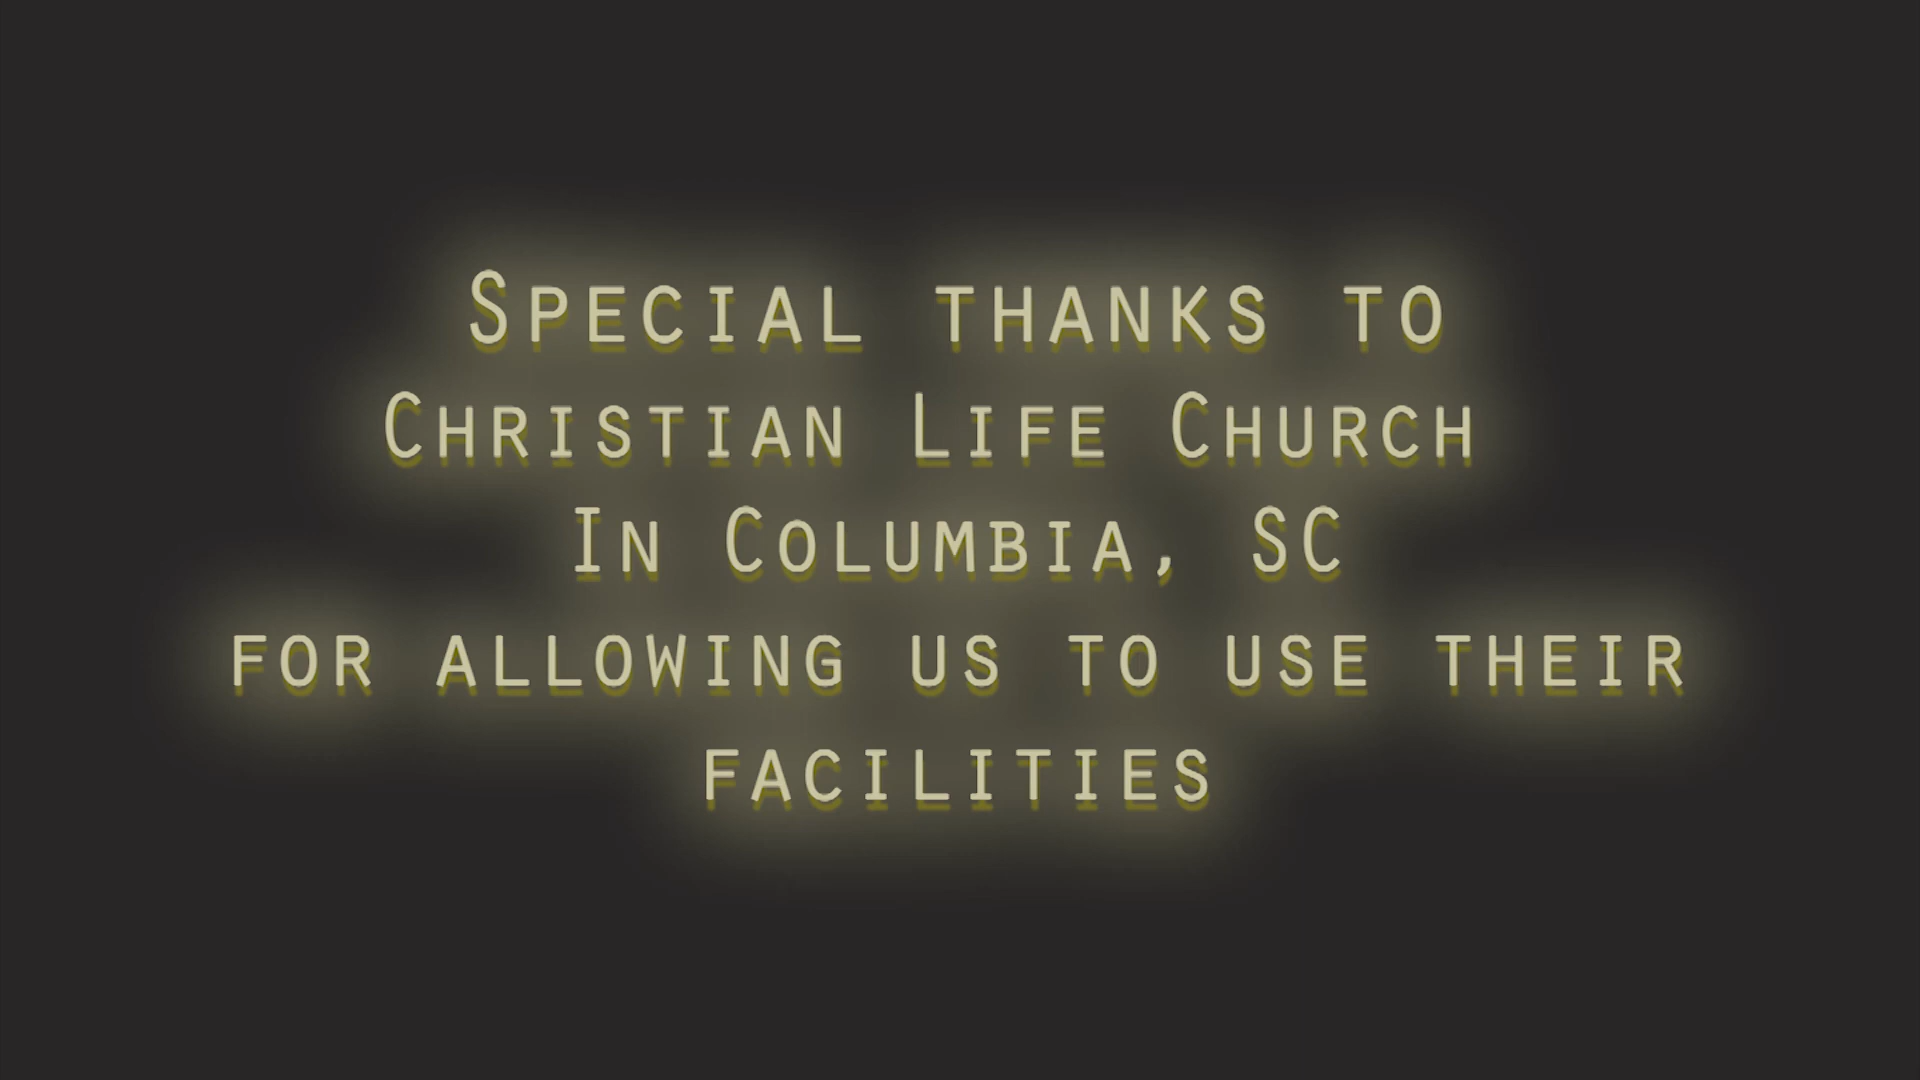 Special thanks to
Christian Life Church
In Columbia, SC
for allowing us to use their
facilities